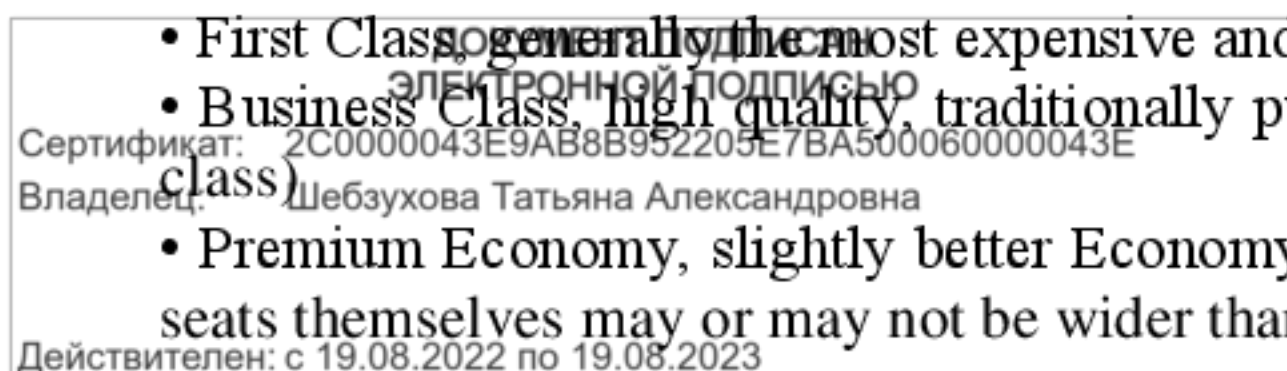 • First Class, generally the most expensive and
ДОКУМЕНТ ПОДПИСАН
ЭЛЕКТРОННОЙ ПОДПИСЬЮ
• Business Class, high quality, traditionally p
Сертификат: 2C0000043E9AB8B952205E7BA500060000043E
class)
Владелец: Шебзухова Татьяна Александровна
• Premium Economy, slightly better Economy
seats themselves may or may not be wider than
Действителен: с 19.08.2022 по 19.08.2023